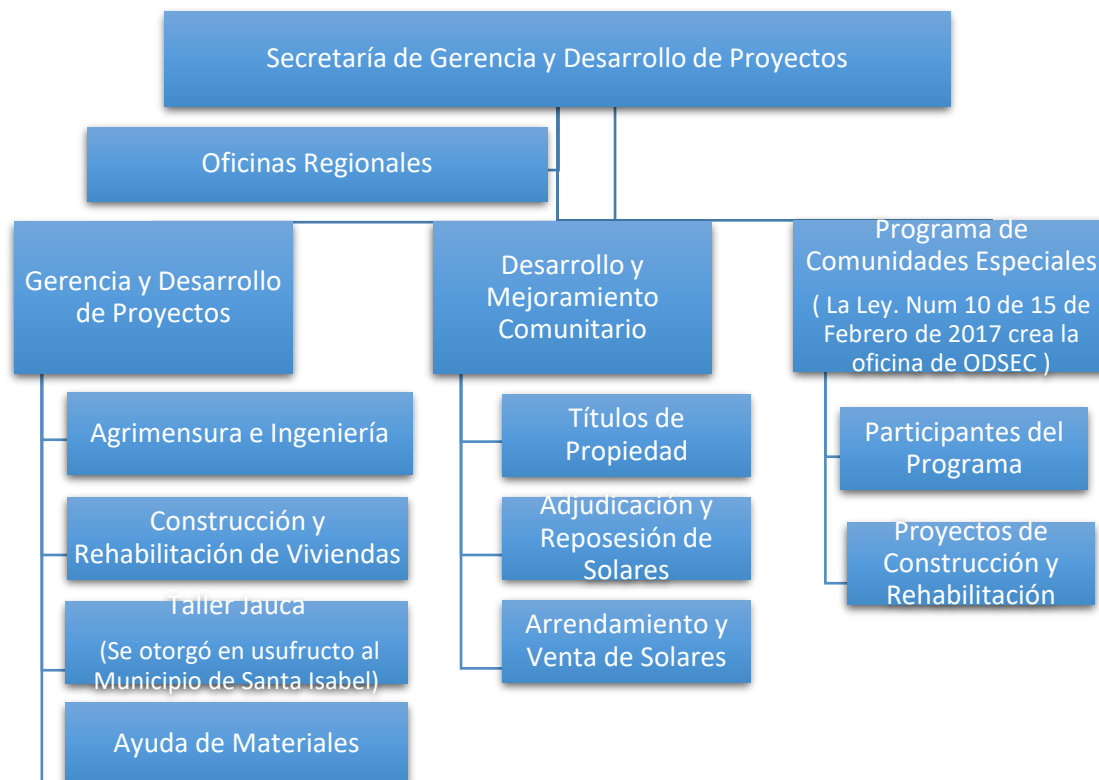 Secretaría de Gerencia y Desarrollo de Proyectos
Oficinas Regionales
Gerencia y Desarrollo
de Proyectos
Agrimensura e Ingeniería
Construcción y
Rehabilitación de Viviendas
Taller Jauca
(Se otorgó en usufructo al
Municipio de Santa Isabel)
Ayuda de Materiales
Desarrollo y
Mejoramiento
Comunitario
Títulos de
Propiedad
Adjudicación y
Reposesión de
Solares
Arrendamiento y
Venta de Solares
Programa de
Comunidades Especiales
( La Ley. Num 10 de 15 de
Febrero de 2017 crea la
oficina de ODSEC )
Participantes del
Programa
Proyectos de
Construcción y
Rehabilitación